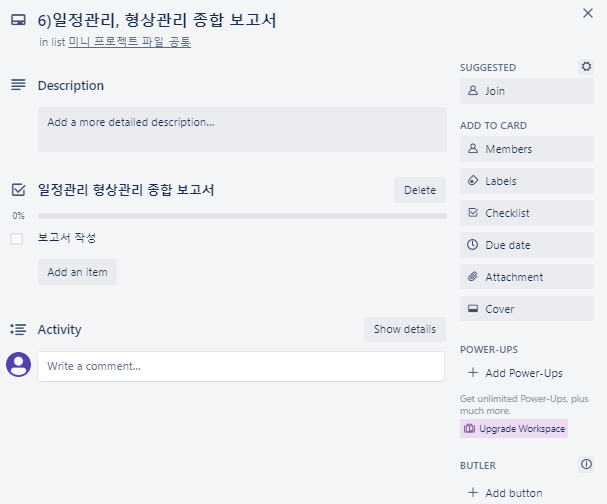 6)일정관리, 형상관리 종합 보고서
in list 미니 프로젝트 파일_공통
Description
Add a more detailed description...
일정관리 형상관리 종합 보고서
Delete
0%
보고서 작성
Add an item
Activity
Show details
Write a comment...
SUGGESTED
Join
ADD TO CARD
Members
Labels
Checklist
Due date
Attachment
Cover
POWER-UPS
+ Add Power-Ups
Get unlimited Power-Ups, plus
much more.
Upgrade Workspace
BUTLER
+ Add button